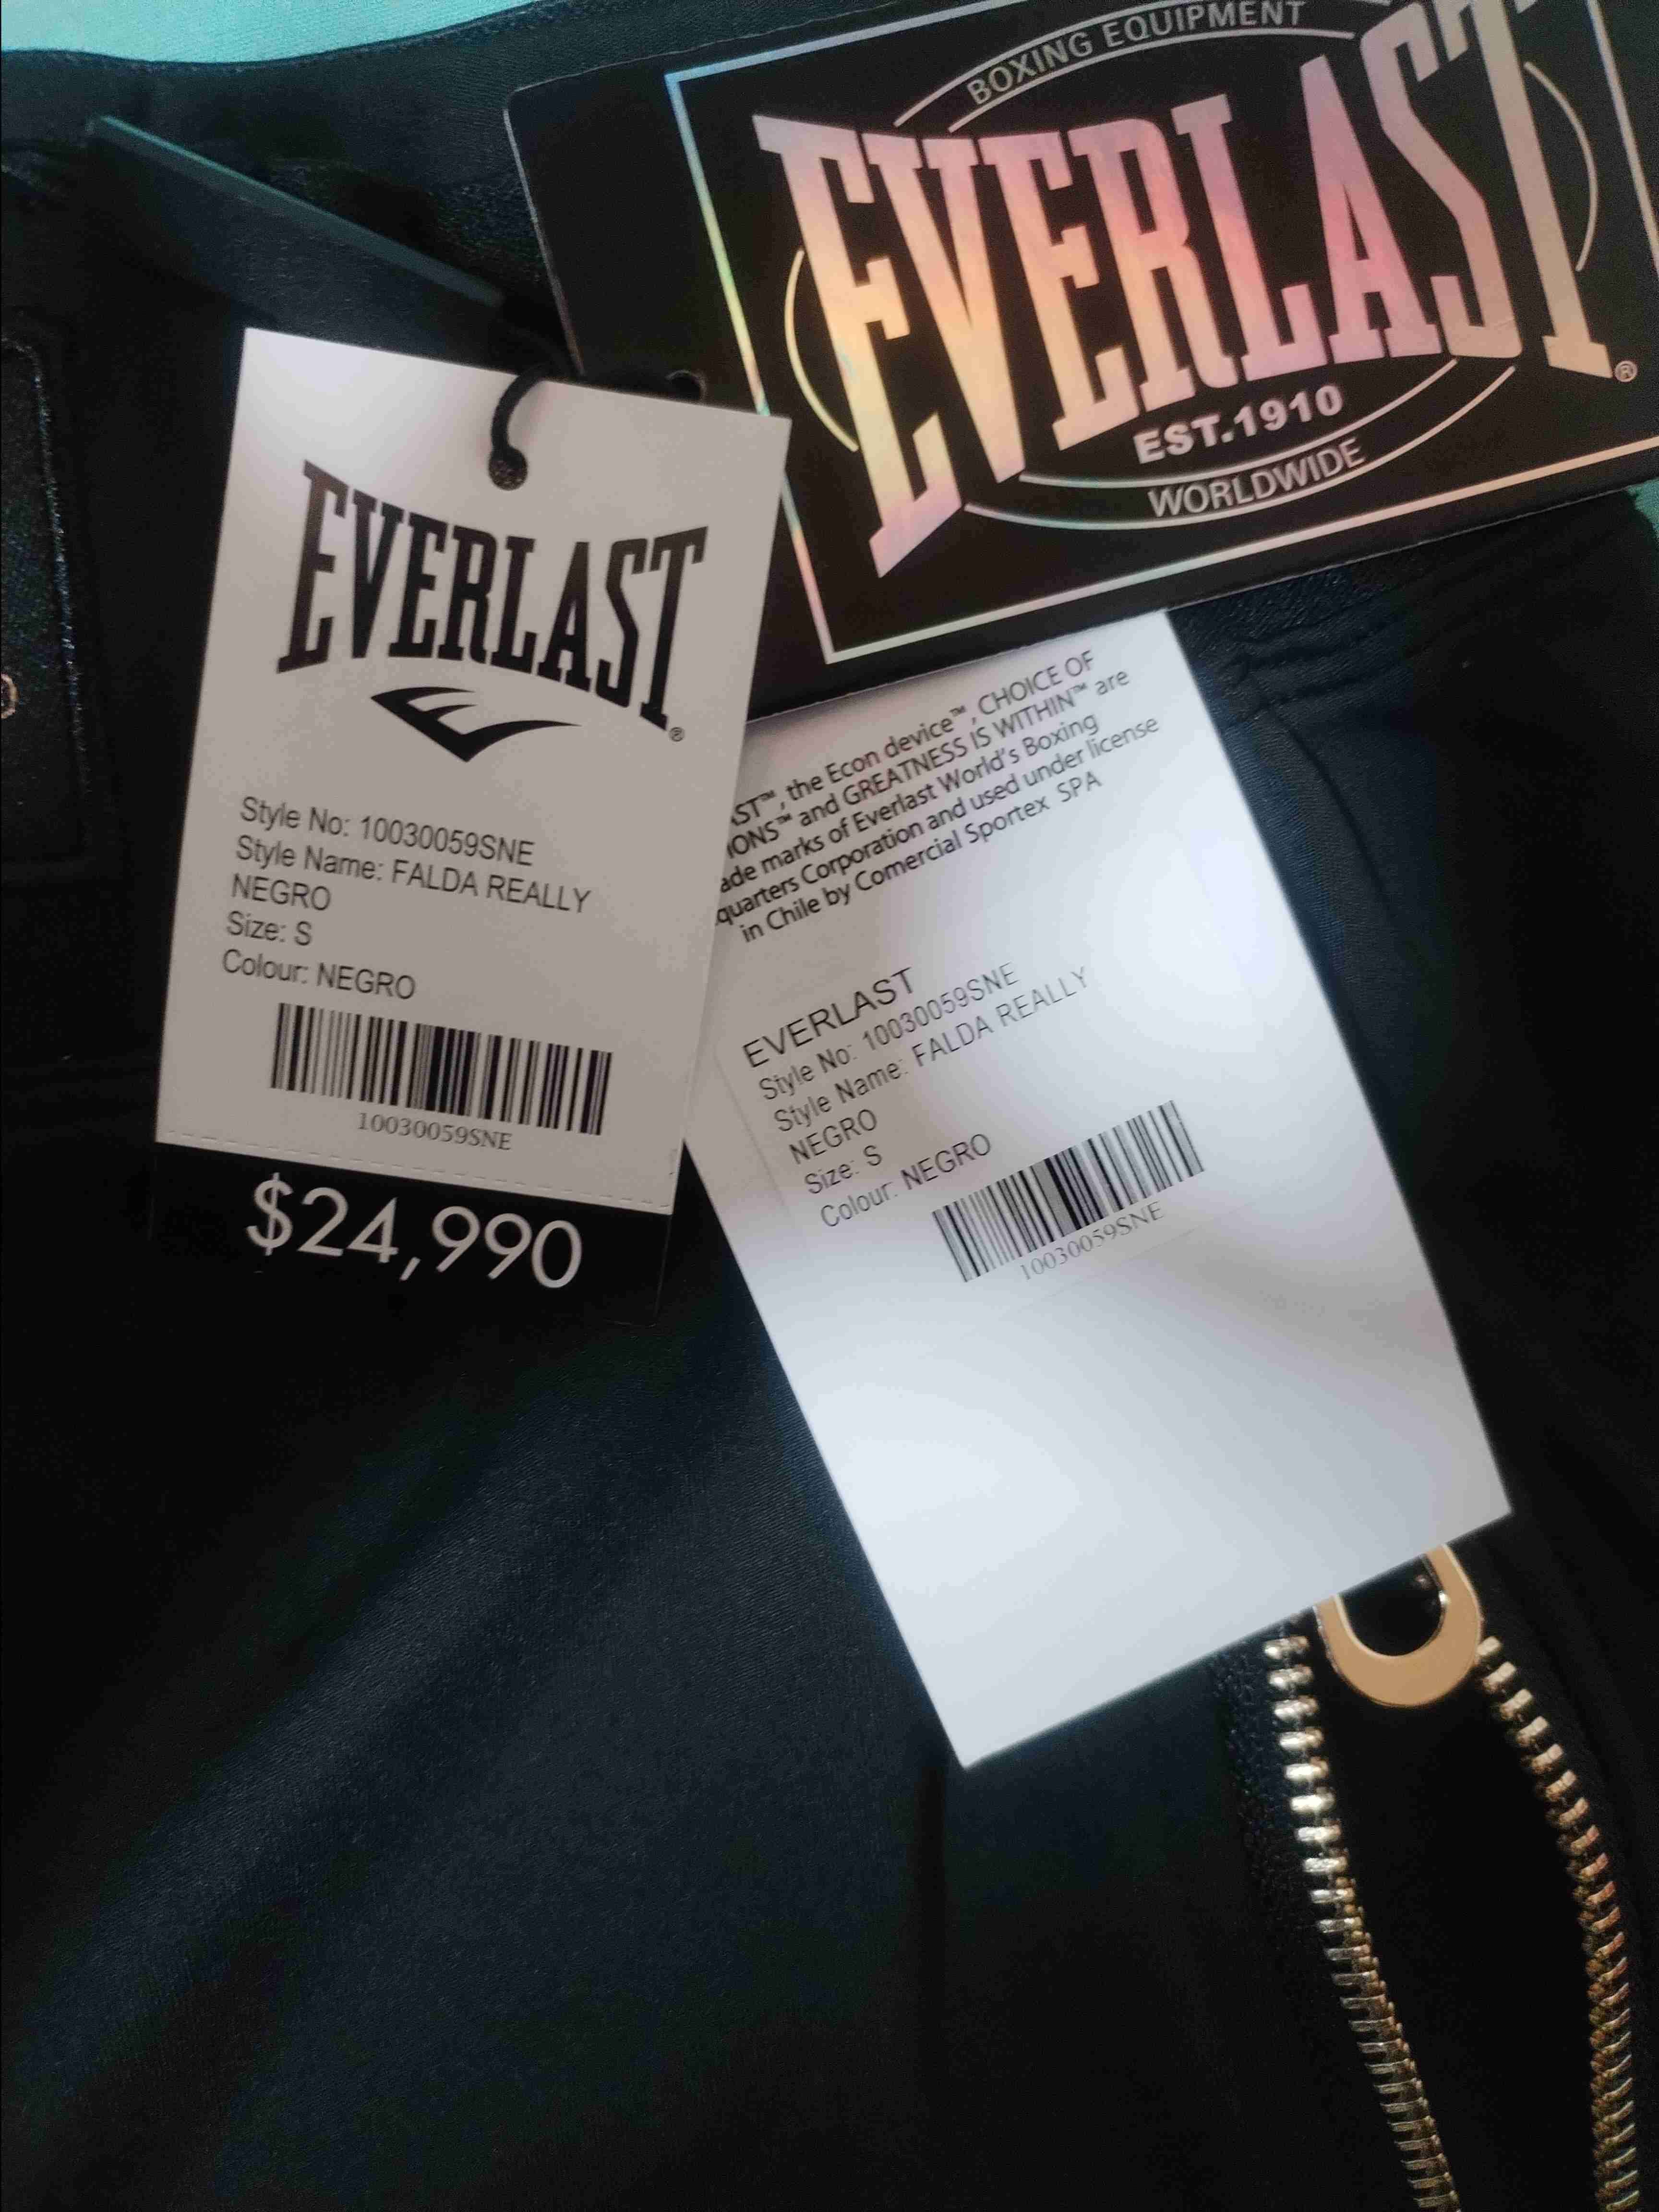 BOXING EQUIPMENT
EVERLAST®
EST.1910
WORLDWIDE
EVERLAST®
Style No: 10030059SNE
Style Name: FALDA REALLY
NEGRO
Size: S
Colour: NEGRO
10030059SNE
$24,990
AST™, the Econ device™, CHOICE OF
IONS™ and GREATNESS IS WITHIN™ are
ade marks of Everlast World's Boxing
quarters Corporation and used under license
in Chile by Comercial Sportex SPA
EVERLAST
Style No: 10030059SNE
Style Name: FALDA REALLY
NEGRO
Size: S
Colour: NEGRO
10030059SNE